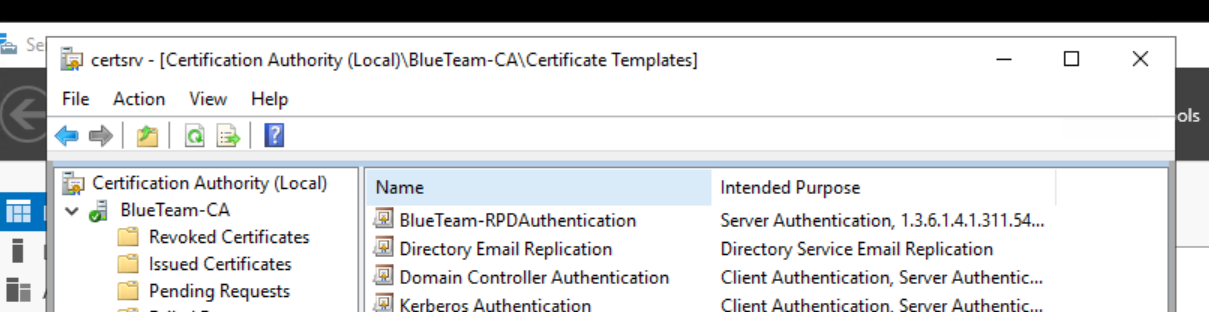 Se
certsrv - [Certification Authority (Local)\BlueTeam-CA\Certificate Templates]
ols
File Action View Help
Certification Authority (Local)
BlueTeam-CA
Revoked Certificates
Issued Certificates
Pending Requests
Name Intended Purpose
BlueTeam-RPDAuthentication Server Authentication, 1.3.6.1.4.1.311.54...
Directory Email Replication Directory Service Email Replication
Domain Controller Authentication Client Authentication, Server Authentic...
Kerberos Authentication Client Authentication, Server Authentic...